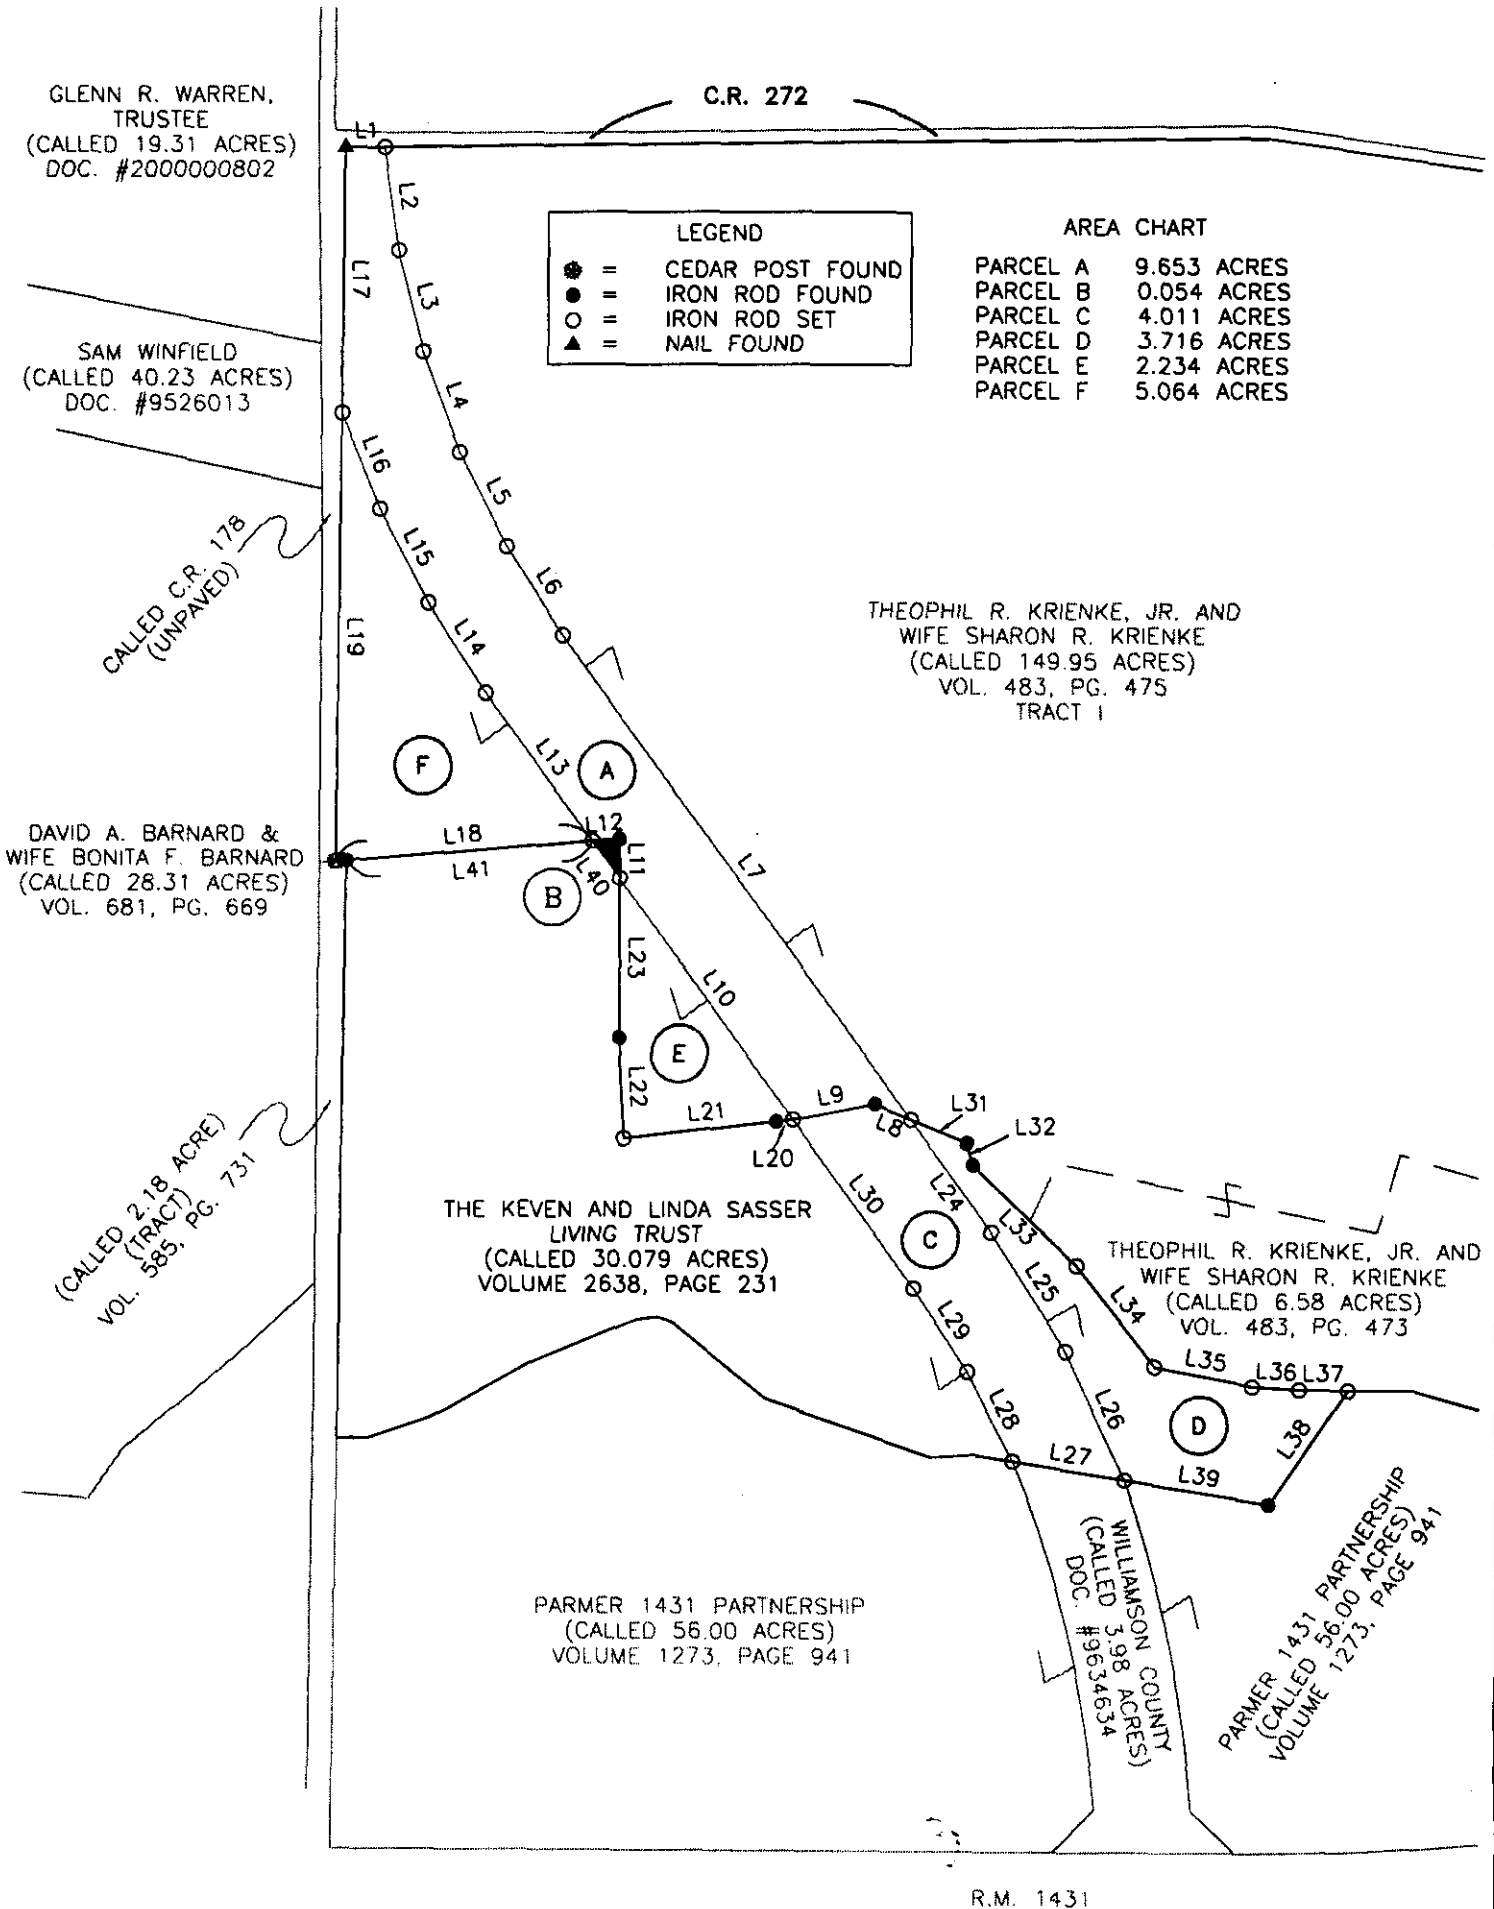 C.R. 272
GLENN R. WARREN,
TRUSTEE
(CALLED 19.31 ACRES)
DOC. #2000000802
L1
L2
L17
L3
LEGEND
= CEDAR POST FOUND
= IRON ROD FOUND
= IRON ROD SET
= NAIL FOUND
AREA CHART
PARCEL A 9.653 ACRES
PARCEL B 0.054 ACRES
PARCEL C 4.011 ACRES
PARCEL D 3.716 ACRES
PARCEL E 2.234 ACRES
PARCEL F 5.064 ACRES
SAM WINFIELD
(CALLED 40.23 ACRES)
DOC. #9526013
L4
L16
L5
L15
L6
CALLED C.R. 178
(UNPAVED)
L19
L14
THEOPHIL R. KRIENKE, JR. AND
WIFE SHARON R. KRIENKE
(CALLED 149.95 ACRES)
VOL. 483, PG. 475
TRACT I
L13
F
A
DAVID A. BARNARD &
WIFE BONITA F. BARNARD
(CALLED 28.31 ACRES)
VOL. 681, PG. 669
L18
L12
L11
L41
L40
B
L7
L23
L10
E
L22
L21
L20
L9
L8
L31
L32
(CALLED 2.18 ACRE)
(TRACT)
VOL. 585, PG. 731
THE KEVEN AND LINDA SASSER
LIVING TRUST
(CALLED 30.079 ACRES)
VOLUME 2638, PAGE 231
L30
L24
C
L33
L25
THEOPHIL R. KRIENKE, JR. AND
WIFE SHARON R. KRIENKE
(CALLED 6.58 ACRES)
VOL. 483, PG. 473
L34
L29
L35
L36
L37
L28
L26
D
L38
L27
L39
WILLIAMSON COUNTY
(CALLED 3.98 ACRES)
DOC. #9634634
PARMER 1431 PARTNERSHIP
(CALLED 56.00 ACRES)
VOLUME 1273, PAGE 941
PARMER 1431 PARTNERSHIP
(CALLED 56.00 ACRES)
VOLUME 1273, PAGE 941
R.M. 1431